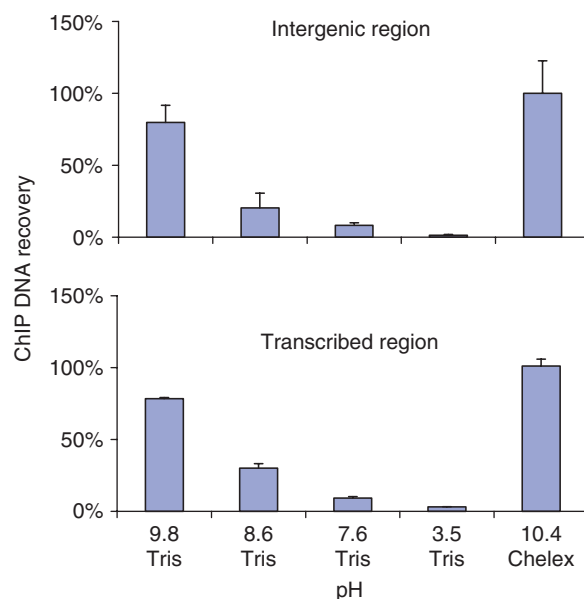 ChIP DNA recovery
Intergenic region
150%
100%
50%
0%
Transcribed region
150%
100%
50%
0%
9.8 8.6 7.6 3.5 10.4
Tris Tris Tris Tris Chelex
pH